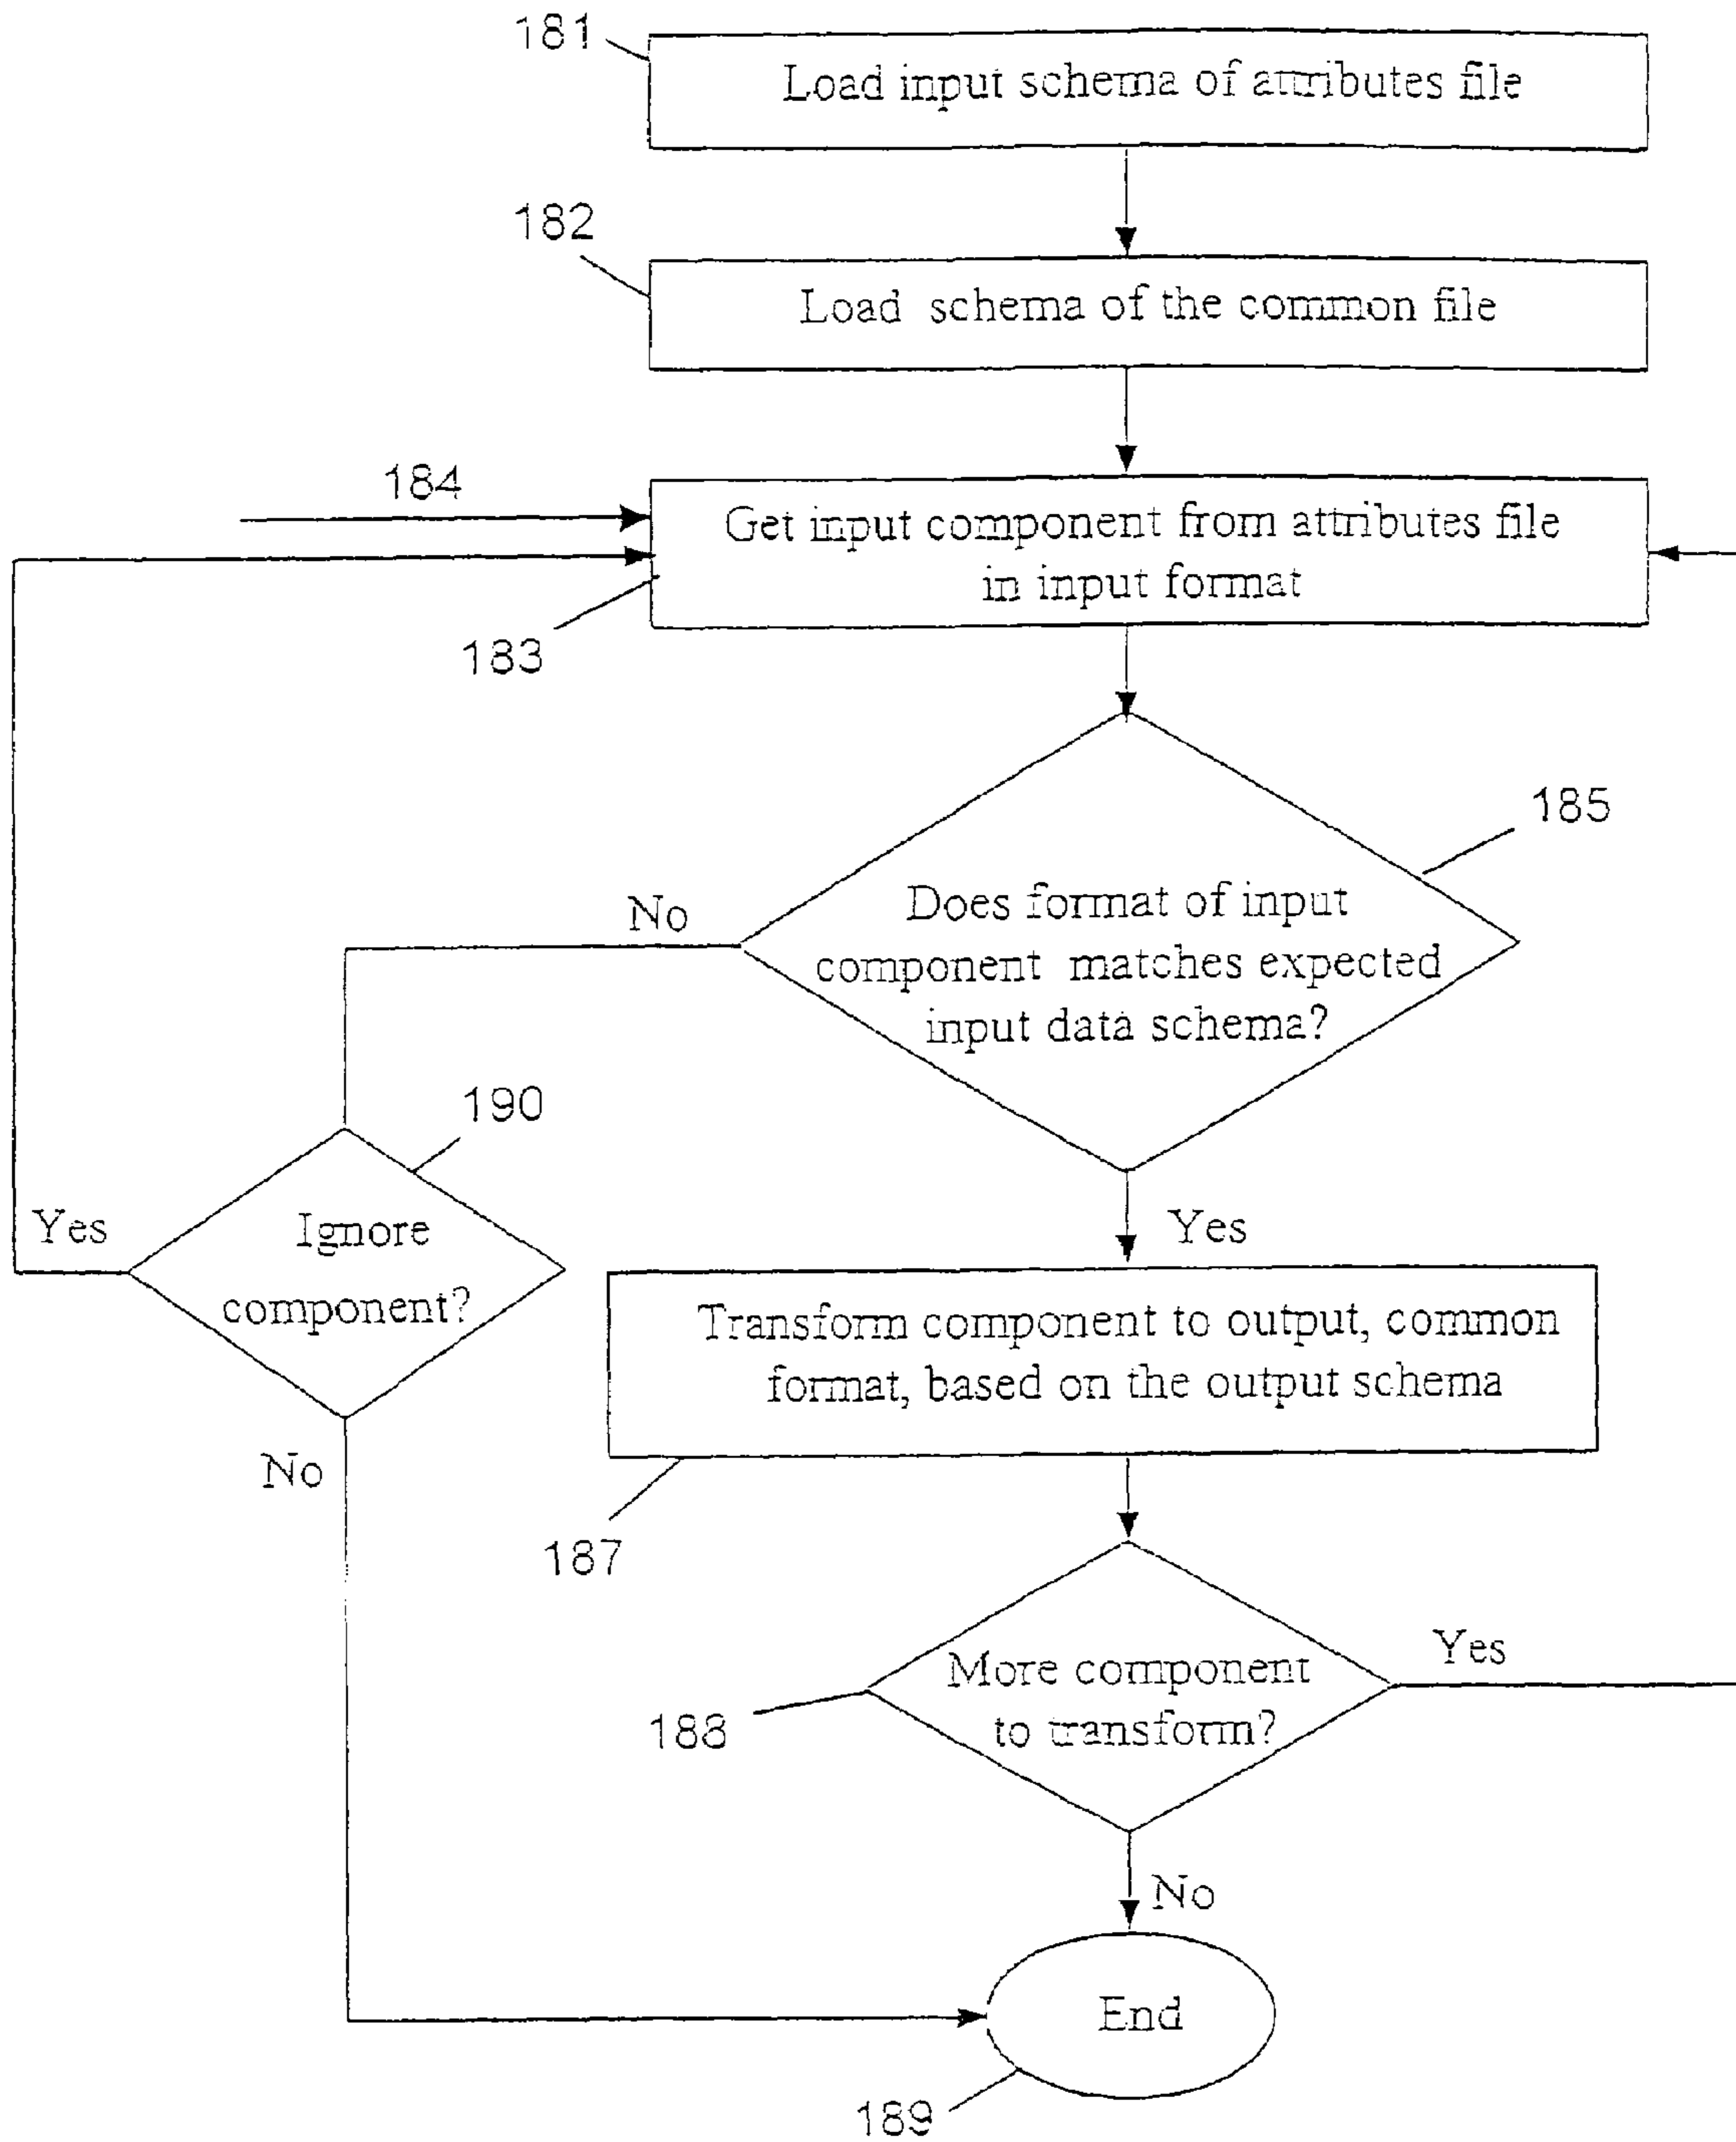 181
Load input schema of attributes file
182
Load schema of the common file
184
Get input component from attributes file
in input format
183
185
No
Does format of input
component matches expected
input data schema?
190
Yes
Ignore
component?
Yes
Transform component to output, common
format, based on the output schema
No
187
More component
to transform?
Yes
188
No
End
189